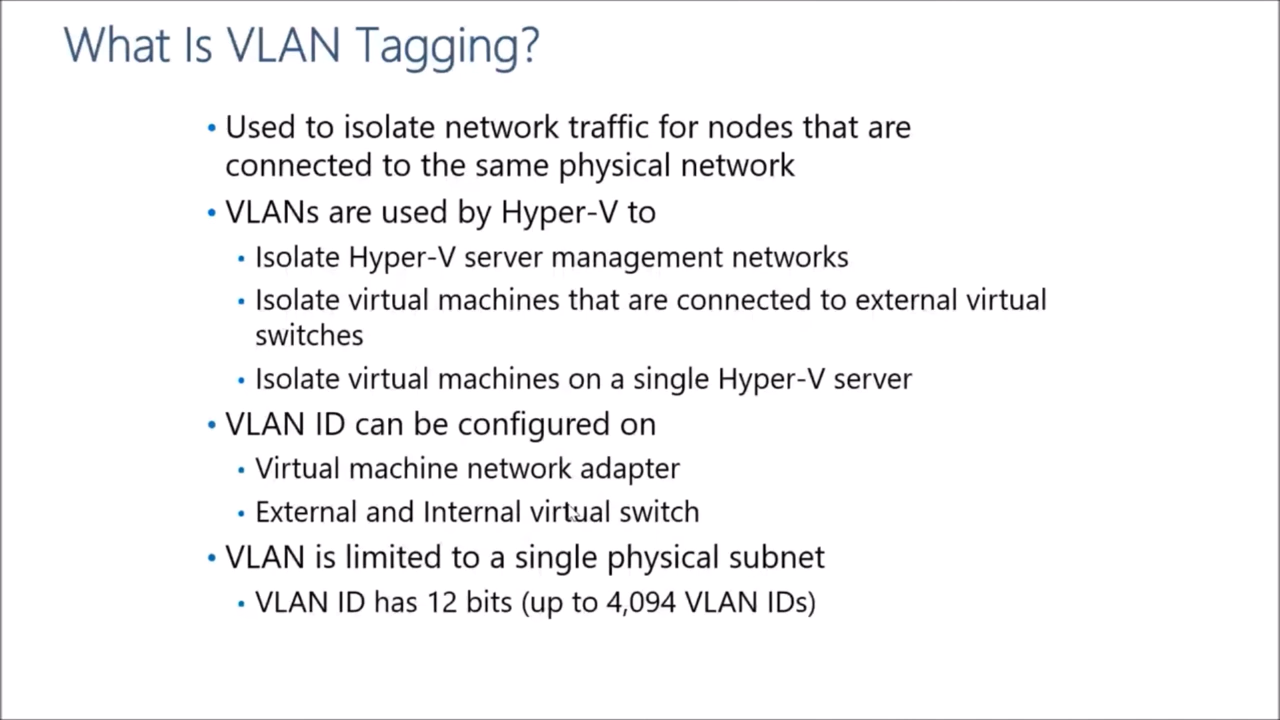 What Is VLAN Tagging?
• Used to isolate network traffic for nodes that are
connected to the same physical network
• VLANs are used by Hyper-V to
• Isolate Hyper-V server management networks
• Isolate virtual machines that are connected to external virtual
switches
• Isolate virtual machines on a single Hyper-V server
• VLAN ID can be configured on
• Virtual machine network adapter
• External and Internal virtual switch
• VLAN is limited to a single physical subnet
• VLAN ID has 12 bits (up to 4,094 VLAN IDs)